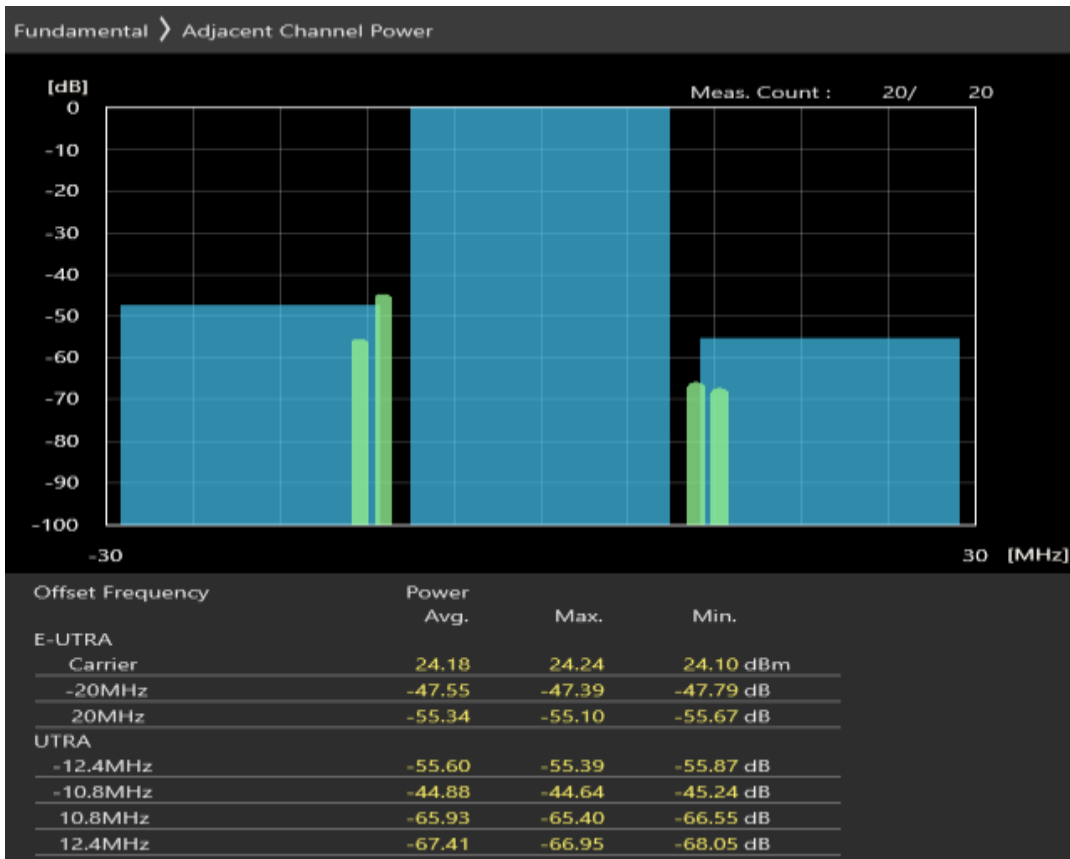 Fundamental 〉 Adjacent Channel Power
[dB]
Meas. Count : 20/ 20
0
-10
-20
-30
-40
-50
-60
-70
-80
-90
-100
-30 30 [MHz]
Offset Frequency Power
Avg. Max. Min.
E-UTRA
Carrier 24.18 24.24 24.10 dBm
-20MHz -47.55 -47.39 -47.79 dB
20MHz -55.34 -55.10 -55.67 dB
UTRA
-12.4MHz -55.60 -55.39 -55.87 dB
-10.8MHz -44.88 -44.64 -45.24 dB
10.8MHz -65.93 -65.40 -66.55 dB
12.4MHz -67.41 -66.95 -68.05 dB